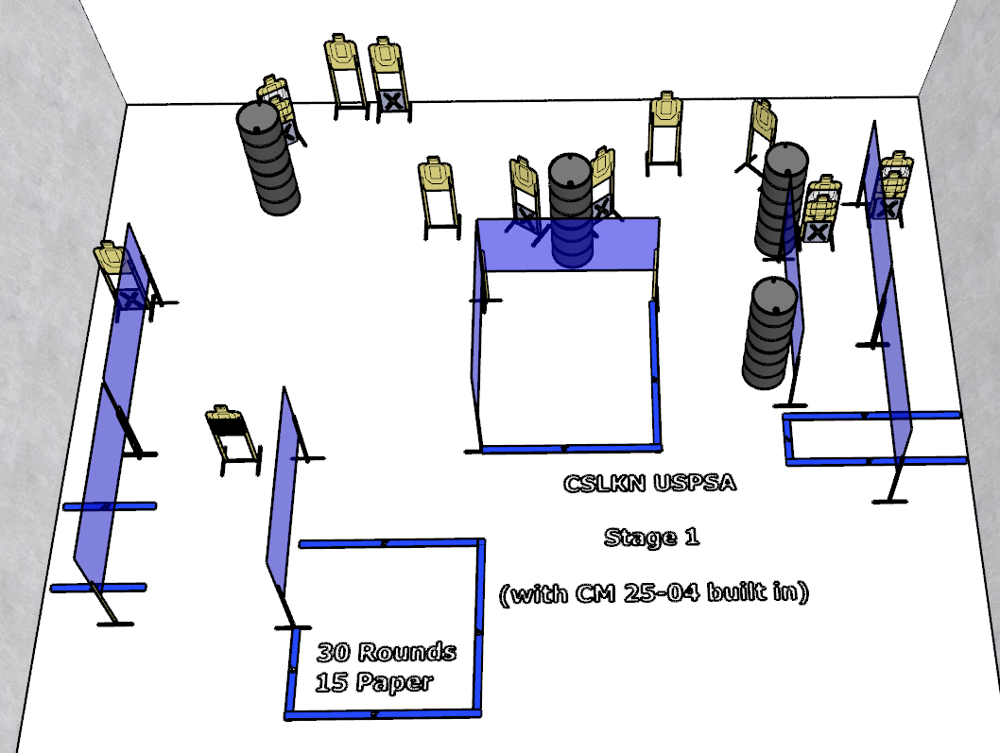 CSLKN USPSA
Stage 1
(with CM 25-04 built in)
30 Rounds
15 Paper